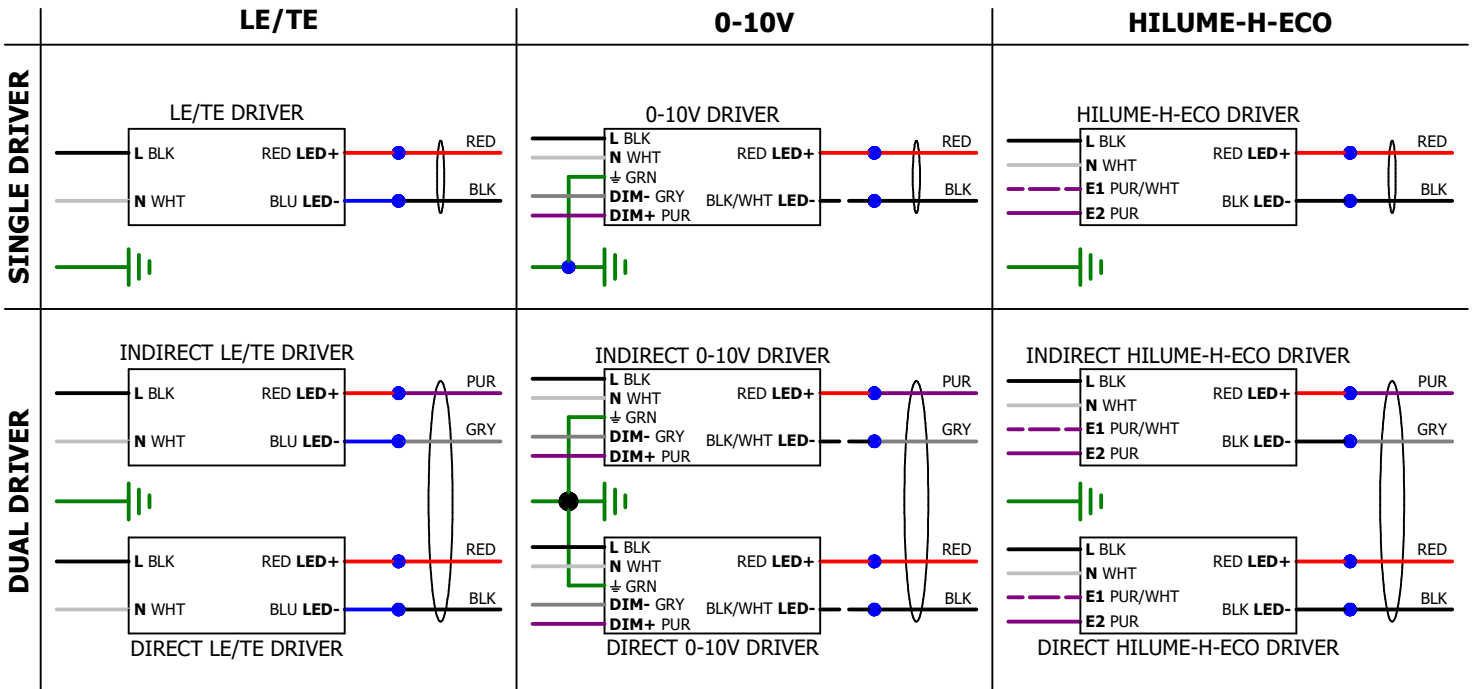 LE/TE
0-10V
HILUME-H-ECO
SINGLE DRIVER
LE/TE DRIVER
L BLK
RED LED+
RED
N WHT
BLU LED-
BLK
0-10V DRIVER
L BLK
N WHT
RED LED+
RED
⏚ GRN
DIM- GRY
BLK/WHT LED-
BLK
DIM+ PUR
HILUME-H-ECO DRIVER
L BLK
N WHT
RED LED+
RED
E1 PUR/WHT
BLK LED-
BLK
E2 PUR
DUAL DRIVER
INDIRECT LE/TE DRIVER
L BLK
RED LED+
PUR
N WHT
BLU LED-
GRY
L BLK
RED LED+
RED
N WHT
BLU LED-
BLK
DIRECT LE/TE DRIVER
INDIRECT 0-10V DRIVER
L BLK
N WHT
RED LED+
PUR
⏚ GRN
DIM- GRY
BLK/WHT LED-
GRY
DIM+ PUR
L BLK
N WHT
RED LED+
RED
⏚ GRN
DIM- GRY
BLK/WHT LED-
BLK
DIM+ PUR
DIRECT 0-10V DRIVER
INDIRECT HILUME-H-ECO DRIVER
L BLK
N WHT
RED LED+
PUR
E1 PUR/WHT
BLK LED-
GRY
E2 PUR
L BLK
N WHT
RED LED+
RED
E1 PUR/WHT
BLK LED-
BLK
E2 PUR
DIRECT HILUME-H-ECO DRIVER